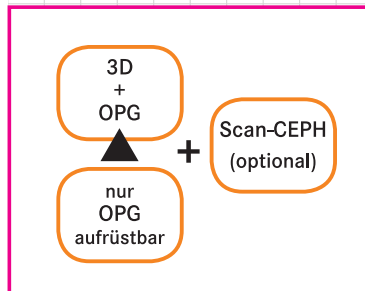 3D
+
OPG
+
Scan-CEPH
(optional)
nur
OPG
aufrüstbar